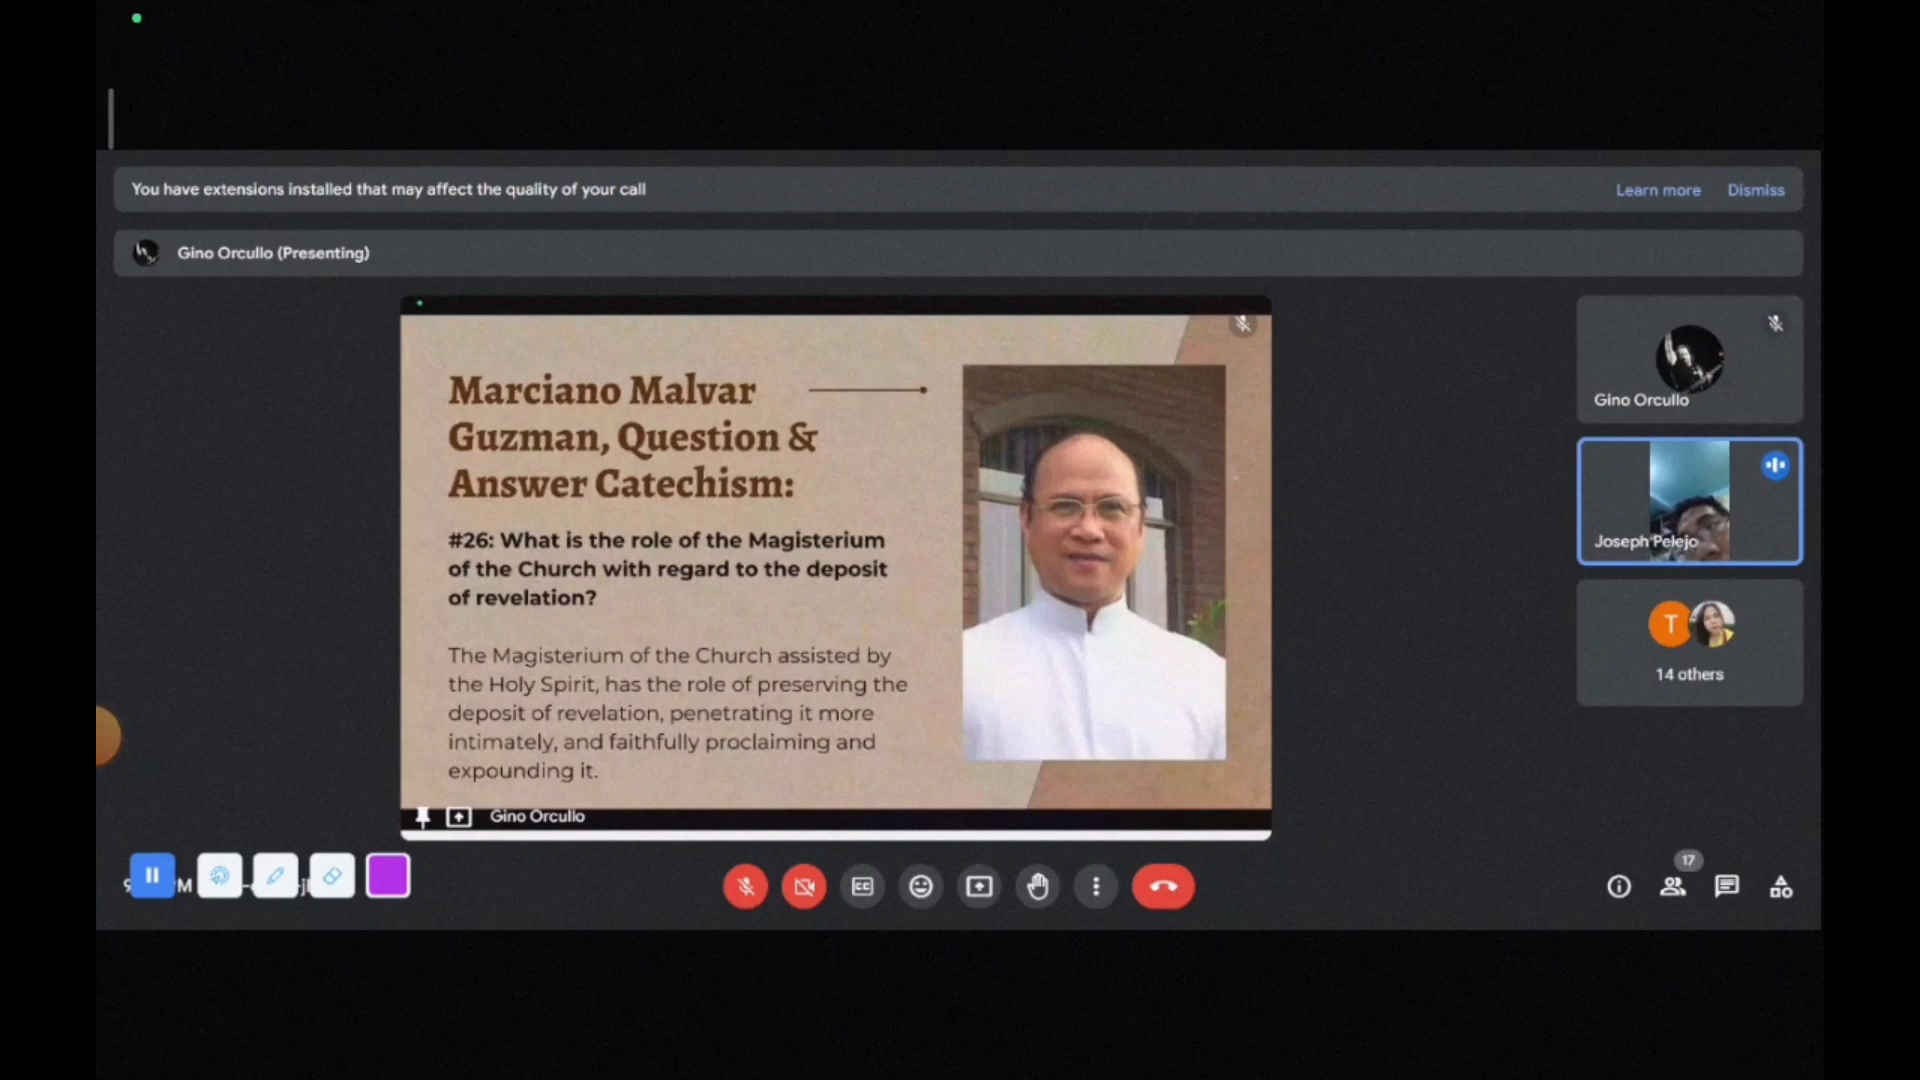 You have extensions installed that may affect the quality of your call
Learn more
Dismiss
Gino Orcullo (Presenting)
Marciano Malvar
Guzman, Question &
Answer Catechism:
#26: What is the role of the Magisterium
of the Church with regard to the deposit
of revelation?
The Magisterium of the Church assisted by
the Holy Spirit, has the role of preserving the
deposit of revelation, penetrating it more
intimately, and faithfully proclaiming and
expounding it.
Gino Orcullo
Gino Orcullo
Joseph Pelejo
T
14 others
CC
17